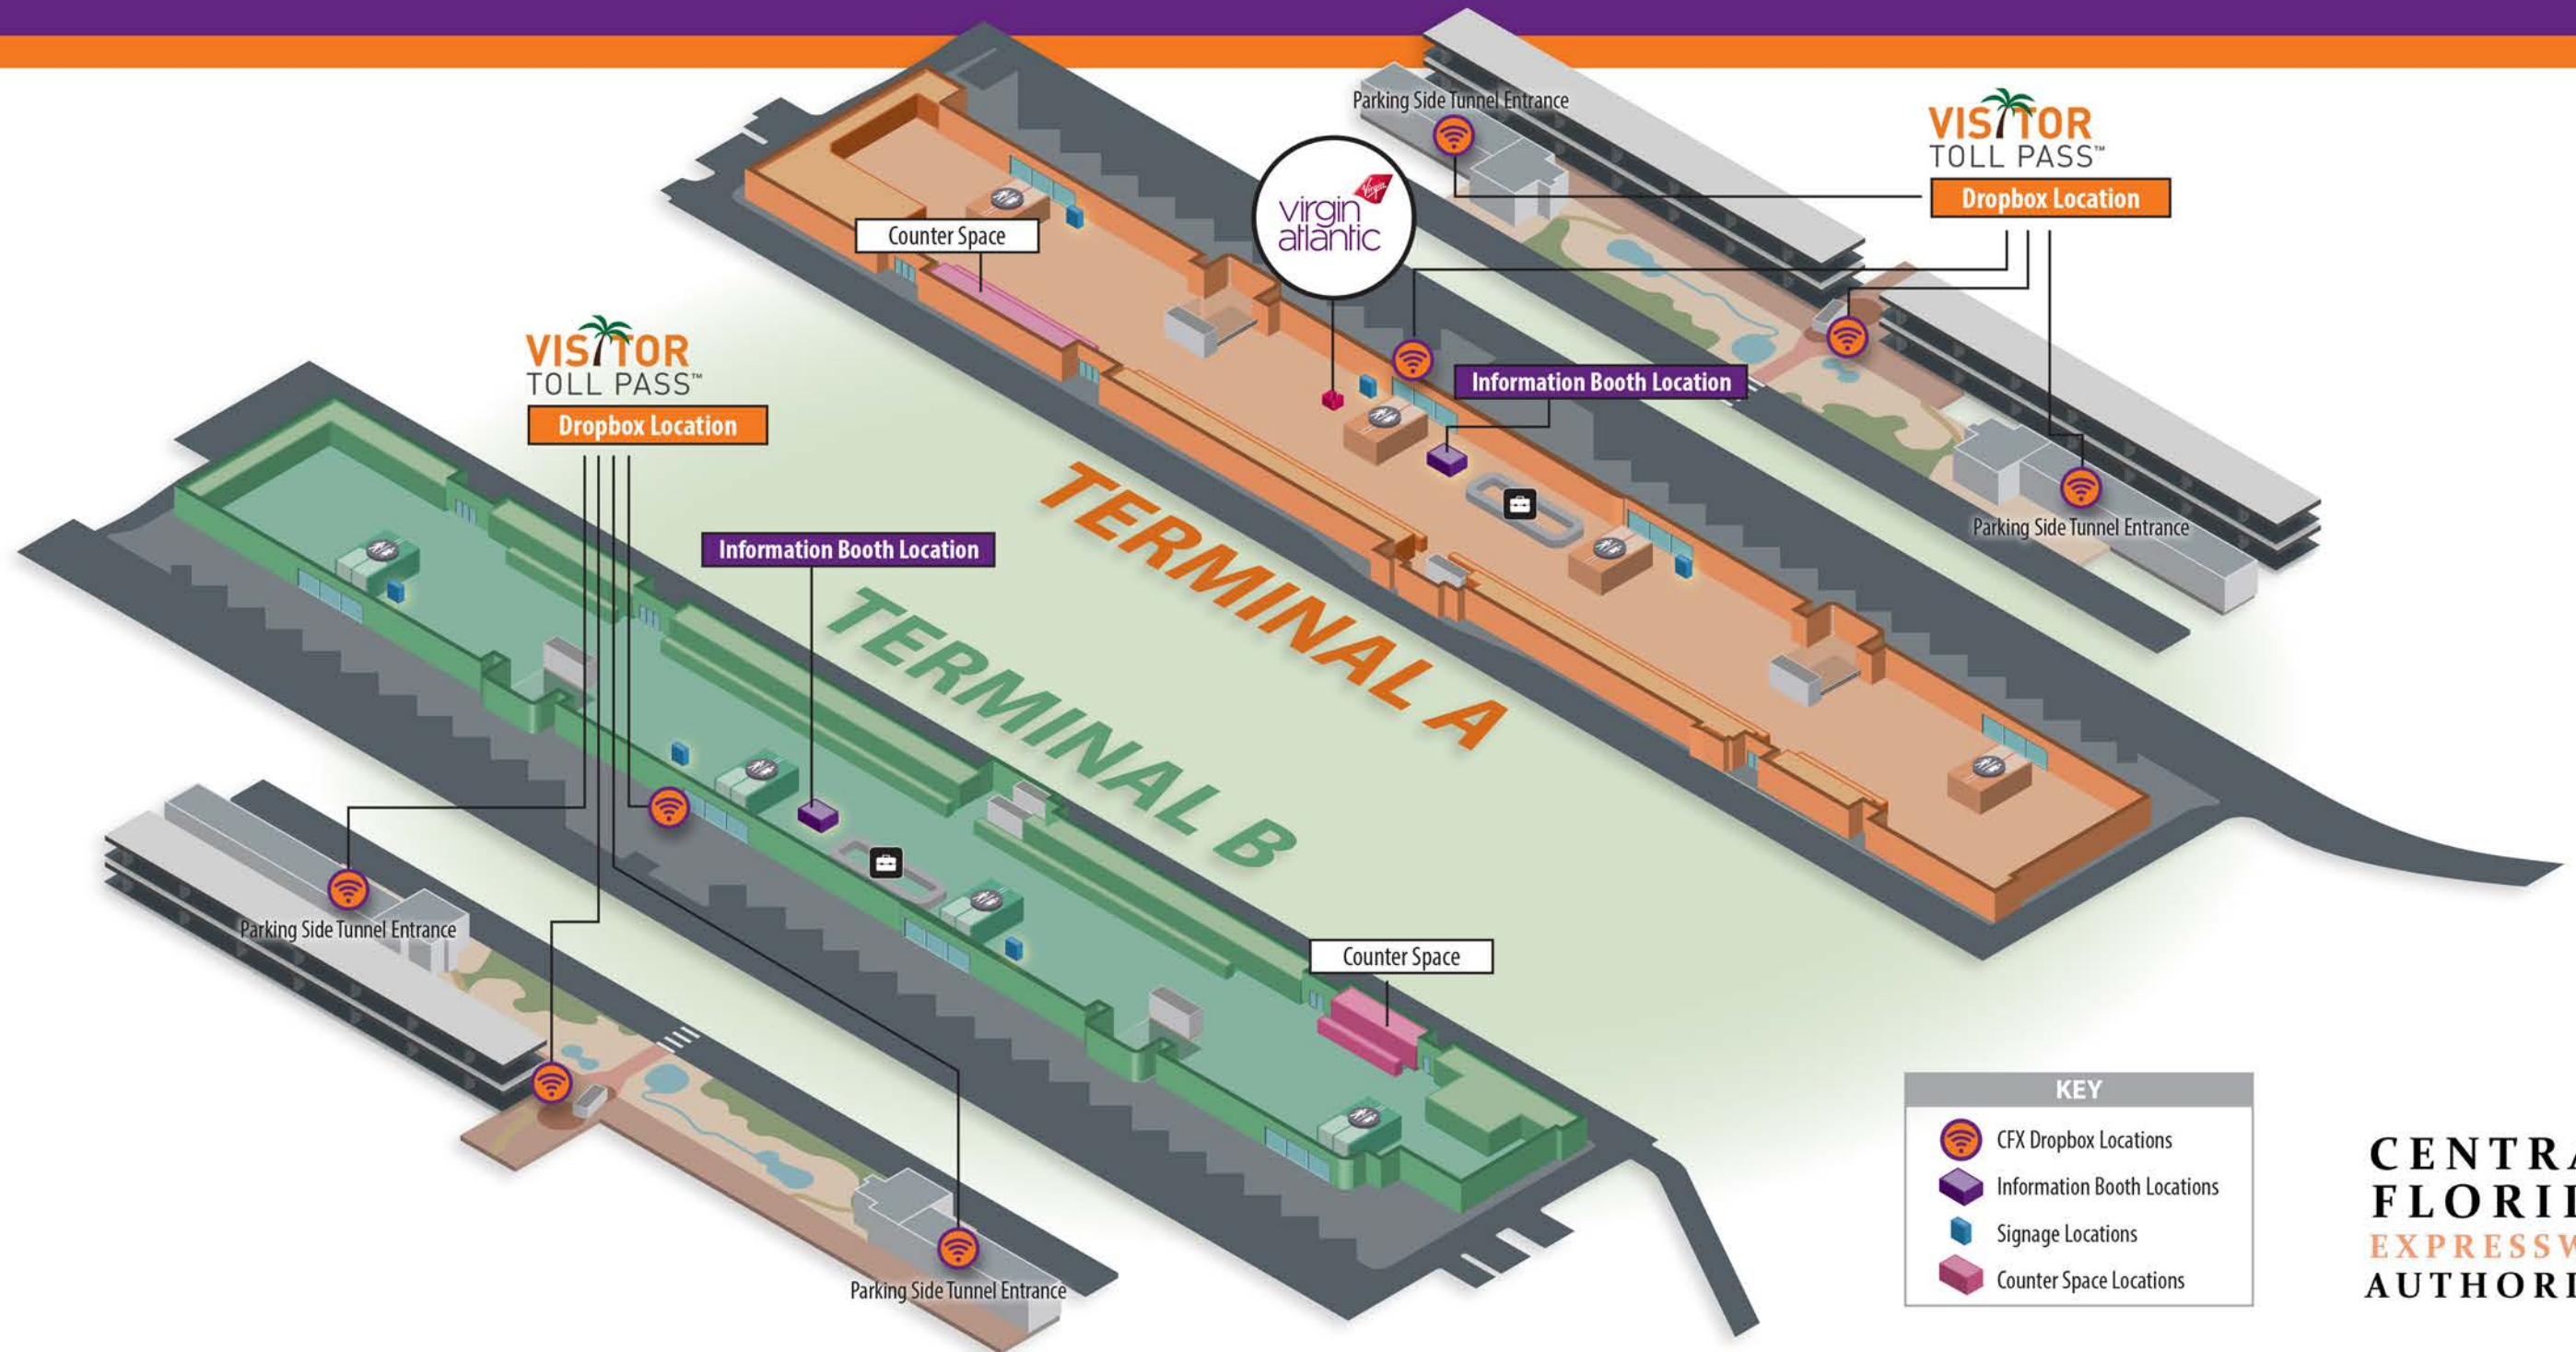 Parking Side Tunnel Entrance
VISITOR
TOLL PASS™
Dropbox Location
Virgin
virgin
atlantic
Counter Space
Information Booth Location
VISITOR
TOLL PASS™
Dropbox Location
Information Booth Location
TERMINAL A
Parking Side Tunnel Entrance
TERMINAL B
Parking Side Tunnel Entrance
Counter Space
Parking Side Tunnel Entrance
KEY
CFX Dropbox Locations
Information Booth Locations
Signage Locations
Counter Space Locations
CENTRA
FLORI
EXPRESSW
AUTHORI